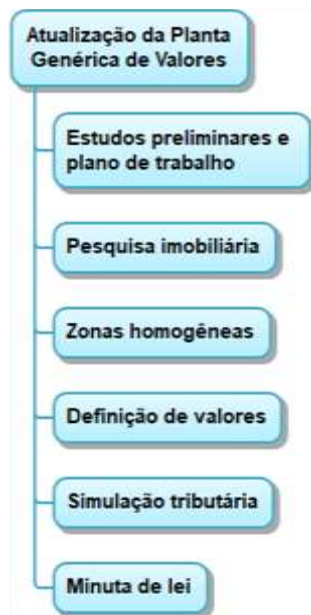 Atualização da Planta
Genérica de Valores
Estudos preliminares e
plano de trabalho
Pesquisa imobiliária
Zonas homogêneas
Definição de valores
Simulação tributária
Minuta de lei